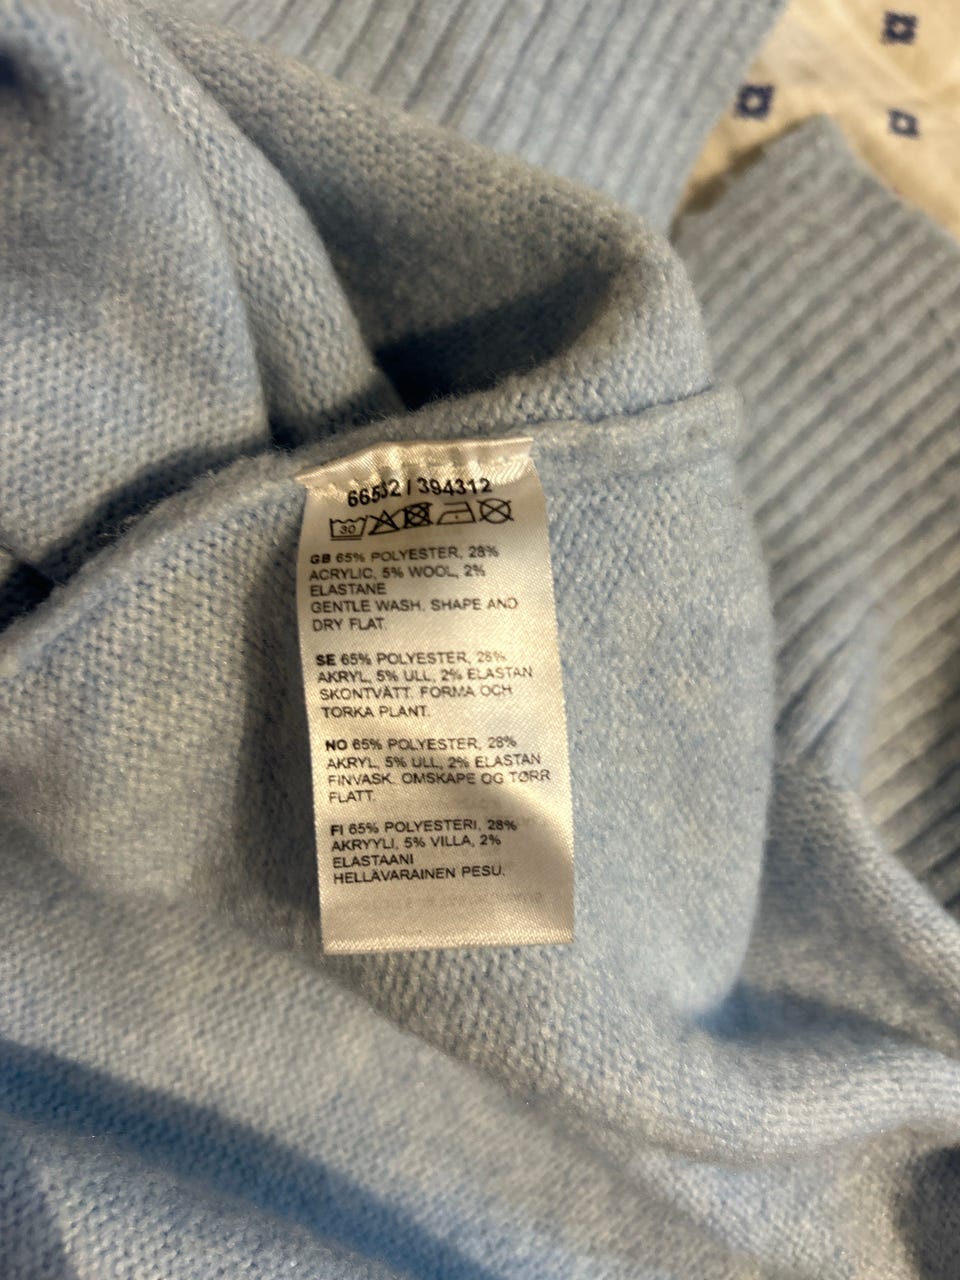 66532 / 394312
30
GB 65% POLYESTER, 28%
ACRYLIC, 5% WOOL, 2%
ELASTANE
GENTLE WASH. SHAPE AND
DRY FLAT.
SE 65% POLYESTER, 28%
AKRYL, 5% ULL, 2% ELASTAN
SKONTVÄTT. FORMA OCH
TORKA PLANT.
NO 65% POLYESTER, 28%
AKRYL, 5% ULL, 2% ELASTAN
FINVASK. OMSKAPE OG TØRR
FLATT.
FI 65% POLYESTERI, 28%
AKRYYLI, 5% VILLA, 2%
ELASTAANI
HELLÄVARAINEN PESU.